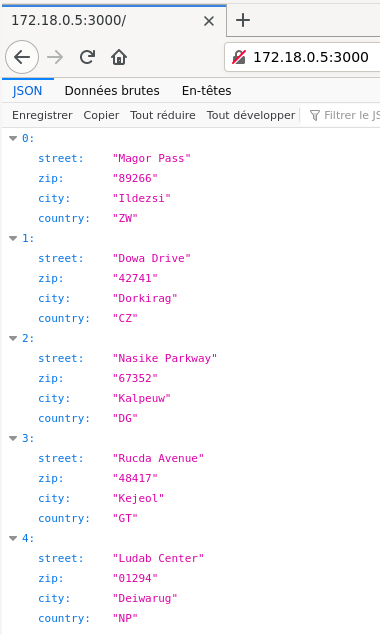 172.18.0.5:3000/
172.18.0.5:3000
JSON Données brutes En-têtes
Enregistrer Copier Tout réduire Tout développer Filtrer le JS
0:
street: "Magor Pass"
zip: "89266"
city: "Ildezsi"
country: "ZW"
1:
street: "Dowa Drive"
zip: "42741"
city: "Dorkirag"
country: "CZ"
2:
street: "Nasike Parkway"
zip: "67352"
city: "Kalpeuw"
country: "DG"
3:
street: "Rucda Avenue"
zip: "48417"
city: "Kejeol"
country: "GT"
4:
street: "Ludab Center"
zip: "01294"
city: "Deiwarug"
country: "NP"